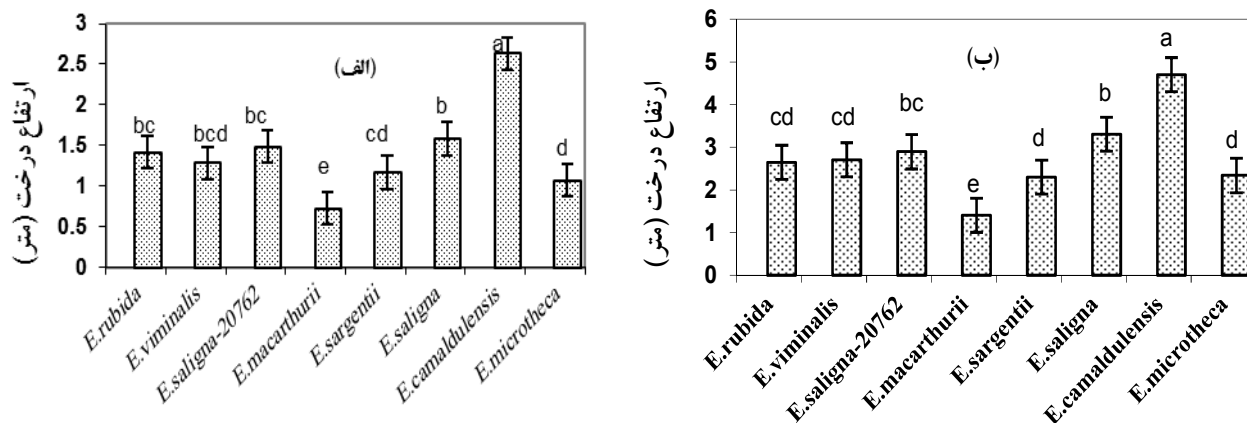 (الف)
ارتفاع درخت (متر)
3
2.5
2
1.5
1
0.5
0
bc
bcd
bc
e
cd
b
a
d
E.rubida
E.viminalis
E.saligna-20762
E.macarthurii
E.sargentii
E.saligna
E.camaldulensis
E.microtheca
(ب)
ارتفاع درخت (متر)
6
5
4
3
2
1
0
cd
cd
bc
e
d
b
a
d
E.rubida
E.viminalis
E.saligna-20762
E.macarthurii
E.sargentii
E.saligna
E.camaldulensis
E.microtheca